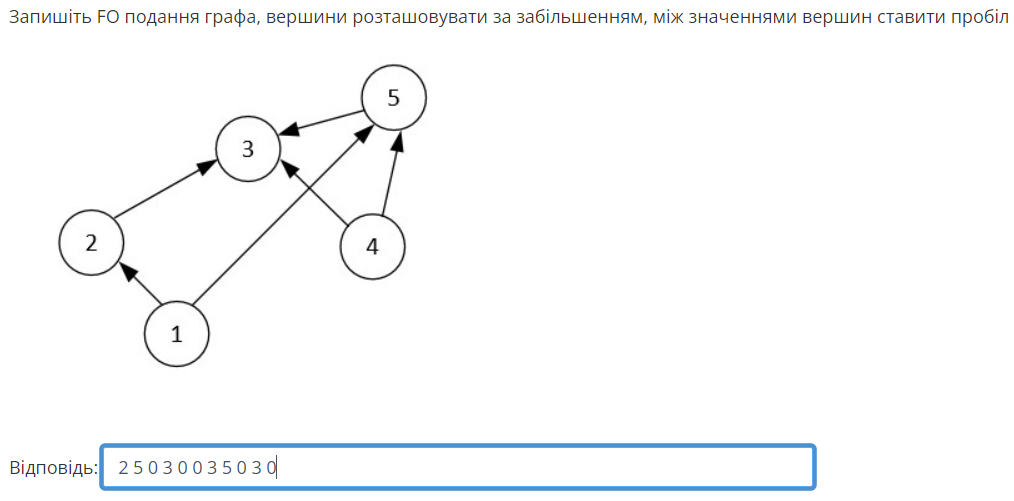 Запишіть FO подання графа, вершини розташовувати за забільшенням, між значеннями вершин ставити пробіл
5
3
2
4
1
Відповідь: 2 5 0 3 0 0 3 5 0 3 0